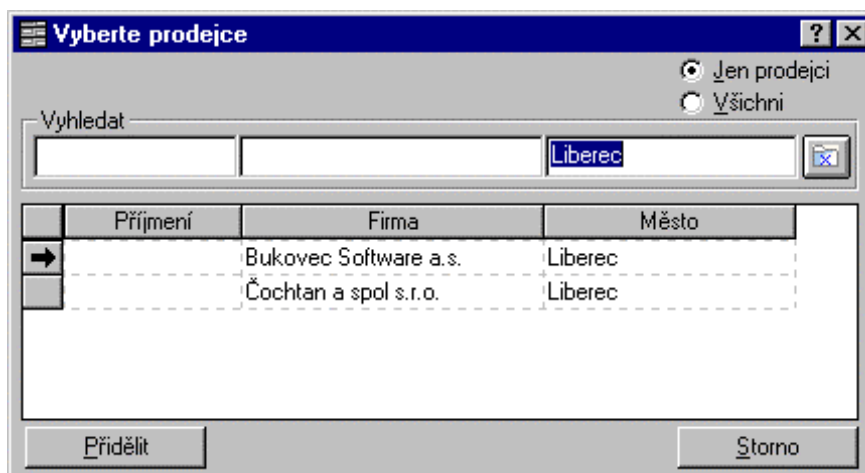 Vyberte prodejce
Jen prodejci
Všichni
Vyhledat
Liberec
Příjmení Firma Město
Bukovec Software a.s. Liberec
Čochtan a spol s.r.o. Liberec
Přidělit Storno